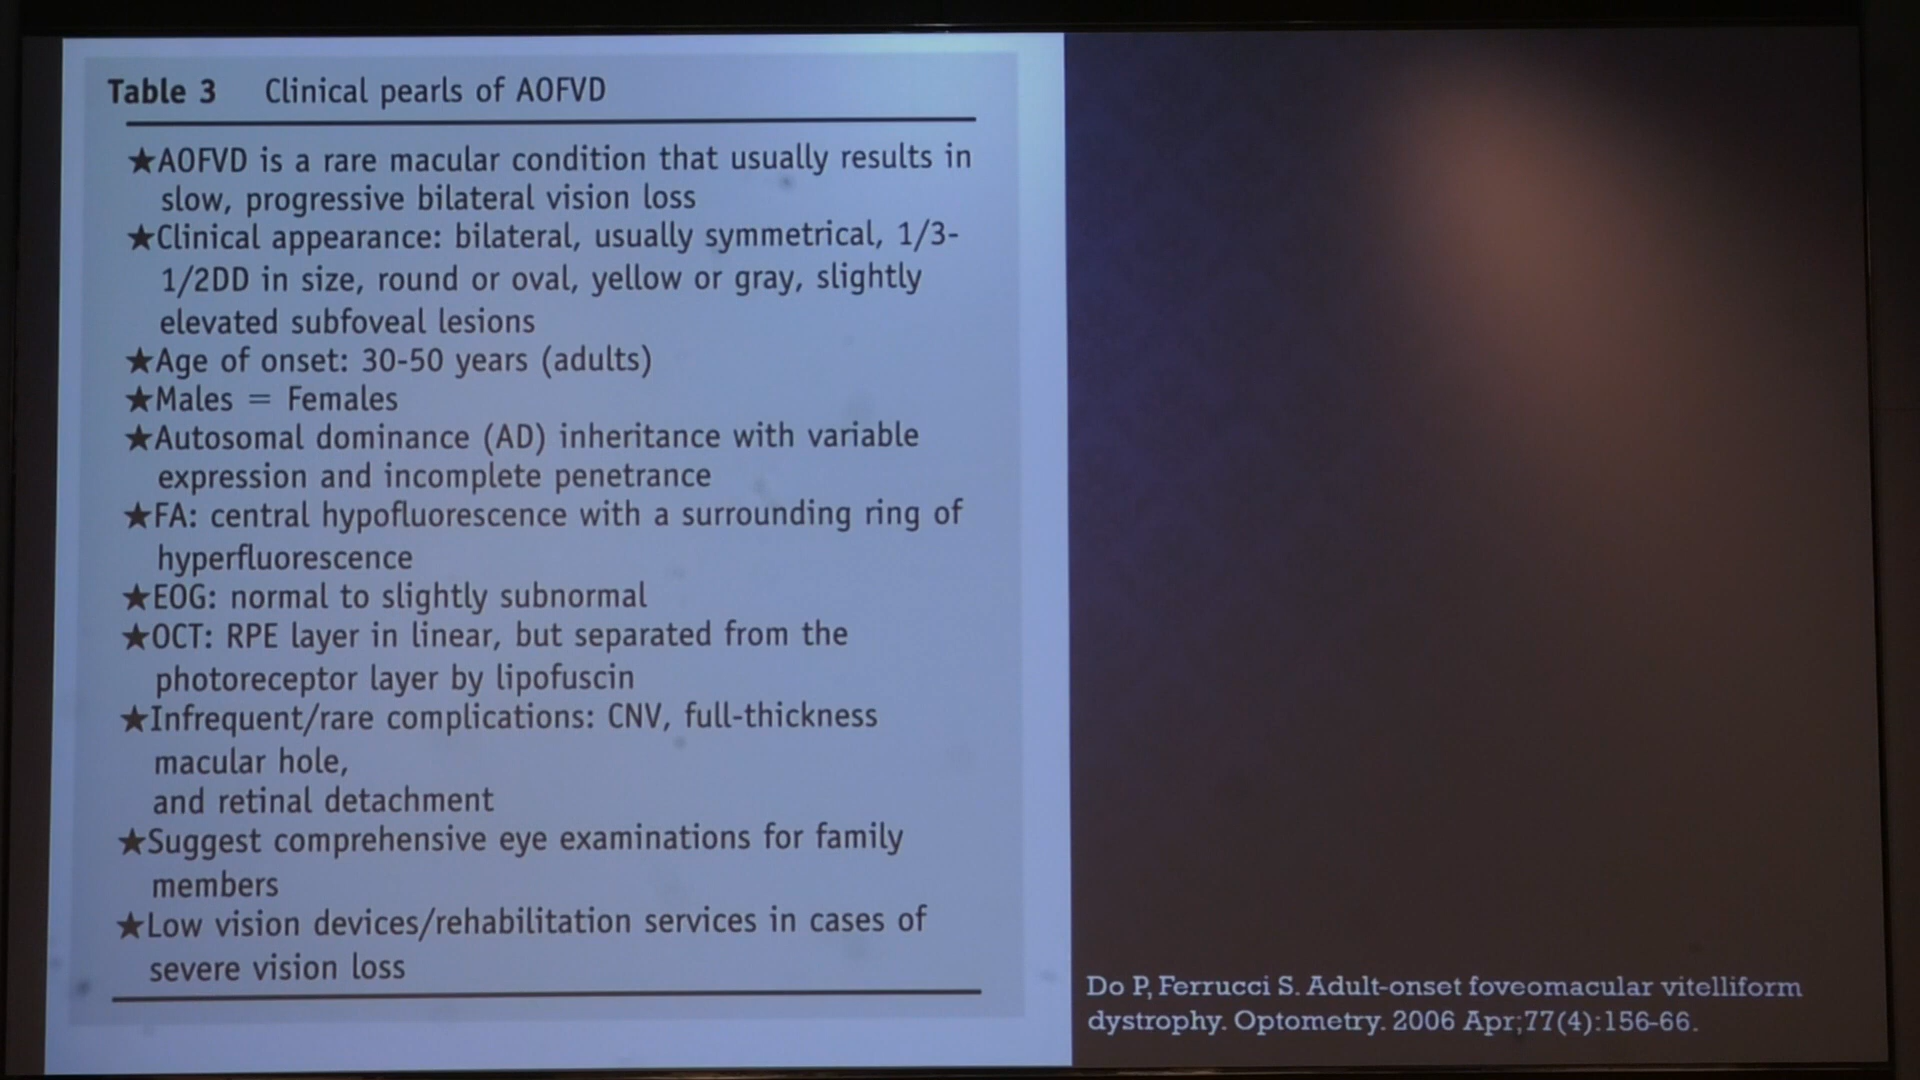 Table 3 Clinical pearls of AOFVD
★AOFVD is a rare macular condition that usually results in
slow, progressive bilateral vision loss
★Clinical appearance: bilateral, usually symmetrical, 1/3-
1/2DD in size, round or oval, yellow or gray, slightly
elevated subfoveal lesions
★Age of onset: 30-50 years (adults)
★Males = Females
★Autosomal dominance (AD) inheritance with variable
expression and incomplete penetrance
★FA: central hypofluorescence with a surrounding ring of
hyperfluorescence
★EOG: normal to slightly subnormal
★OCT: RPE layer in linear, but separated from the
photoreceptor layer by lipofuscin
★Infrequent/rare complications: CNV, full-thickness
macular hole,
and retinal detachment
★Suggest comprehensive eye examinations for family
members
★Low vision devices/rehabilitation services in cases of
severe vision loss
Do P, Ferrucci S. Adult-onset foveomacular vitelliform
dystrophy. Optometry. 2006 Apr;77(4):156-66.